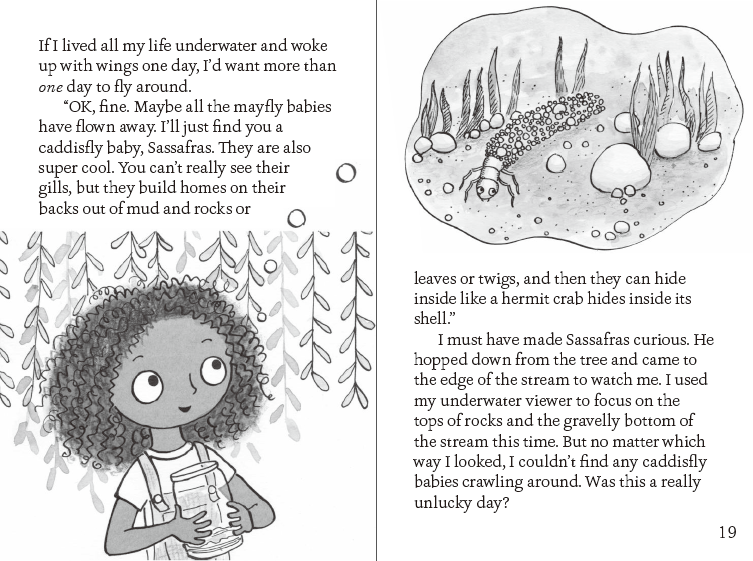 If I lived all my life underwater and woke
up with wings one day, I’d want more than
one day to fly around.
“OK, fine. Maybe all the mayfly babies
have flown away. I’ll just find you a
caddisfly baby, Sassafras. They are also
super cool. You can’t really see their
gills, but they build homes on their
backs out of mud and rocks or
leaves or twigs, and then they can hide
inside like a hermit crab hides inside its
shell.”
I must have made Sassafras curious. He
hopped down from the tree and came to
the edge of the stream to watch me. I used
my underwater viewer to focus on the
tops of rocks and the gravelly bottom of
the stream this time. But no matter which
way I looked, I couldn’t find any caddisfly
babies crawling around. Was this a really
unlucky day?
19